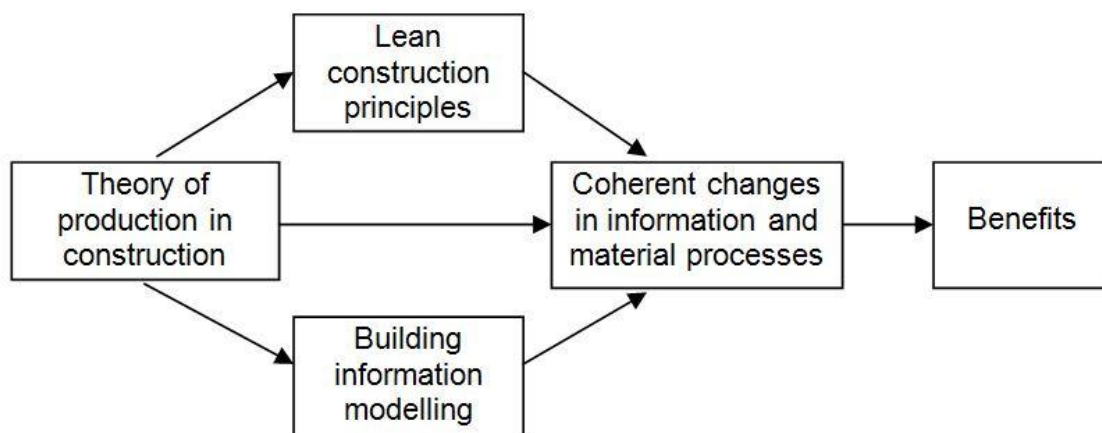 Lean
construction
principles
Theory of
production in
construction
Coherent changes
in information and
material processes
Benefits
Building
information
modelling